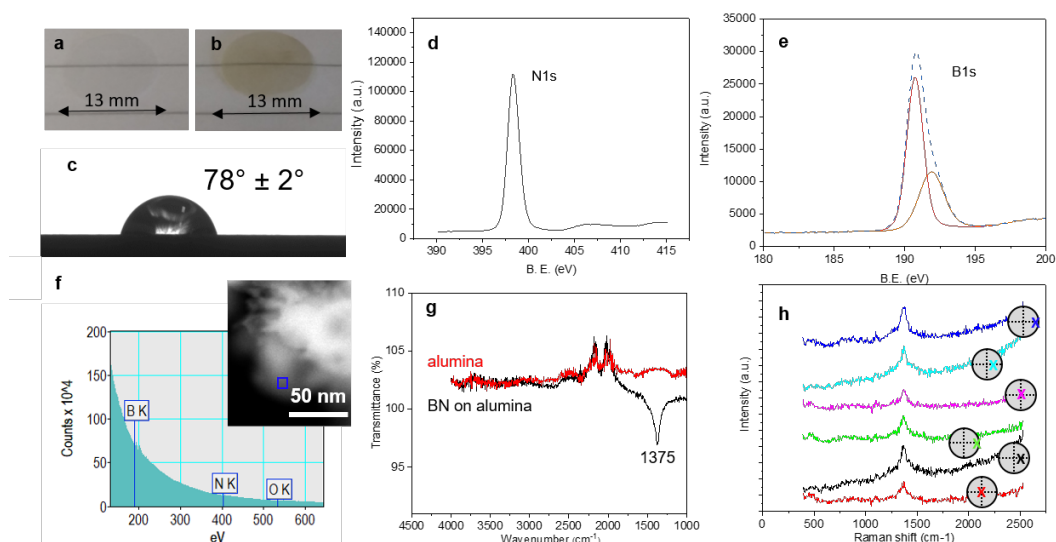 a
13 mm
b
13 mm
c
78° ± 2°
d
N1s
Intensity (a.u.)
140000
120000
100000
80000
60000
40000
20000
0
390
395
400
405
410
415
B. E. (eV)
e
B1s
Intensity (a.u.)
35000
30000
25000
20000
15000
10000
5000
0
180
185
190
195
200
B.E. (eV)
f
Counts x 10^4
200
150
100
50
0
B K
N K
O K
50 nm
200
300
400
500
600
eV
g
alumina
BN on alumina
1375
Transmittance (%)
110
105
100
95
4500
4000
3500
3000
2500
2000
1500
1000
Wavenumber (cm⁻¹)
h
x
x
x
x
x
x
Intensity (a.u.)
0
500
1000
1500
2000
2500
Raman shift (cm-1)